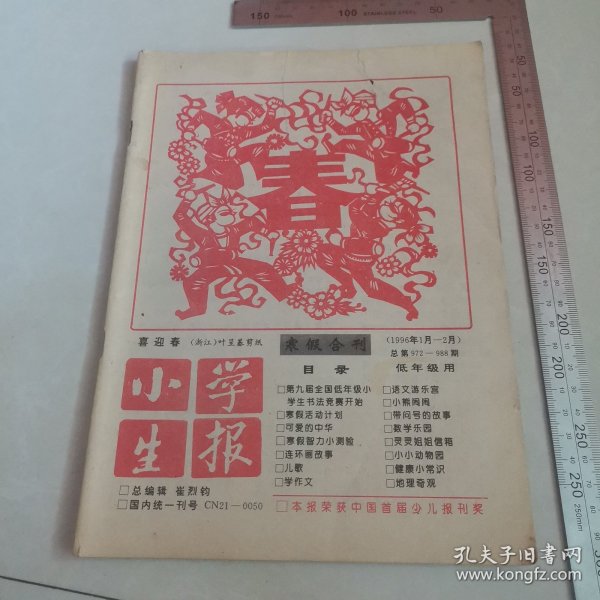 150 100 STAINLESS STEEL 50
春
喜迎春 (浙江)叶呈基剪纸
寒假合刊
(1996年1月—2月)
总第972—988期
小学生报
目录
低年级用
□第九届全国低年级小学生书法竞赛开始
□寒假活动计划
□可爱的中华
□寒假智力小测验
□连环画故事
□儿歌
□学作文
□语文游乐宫
□小熊闹闹
□带问号的故事
□数学乐园
□灵灵姐姐信箱
□小小动物园
□健康小常识
□地理奇观
□总编辑 崔烈钧
□国内统一刊号 CN21—0050
□本报荣获中国首届少儿报刊奖
孔夫子旧书网
www.kongfz.com